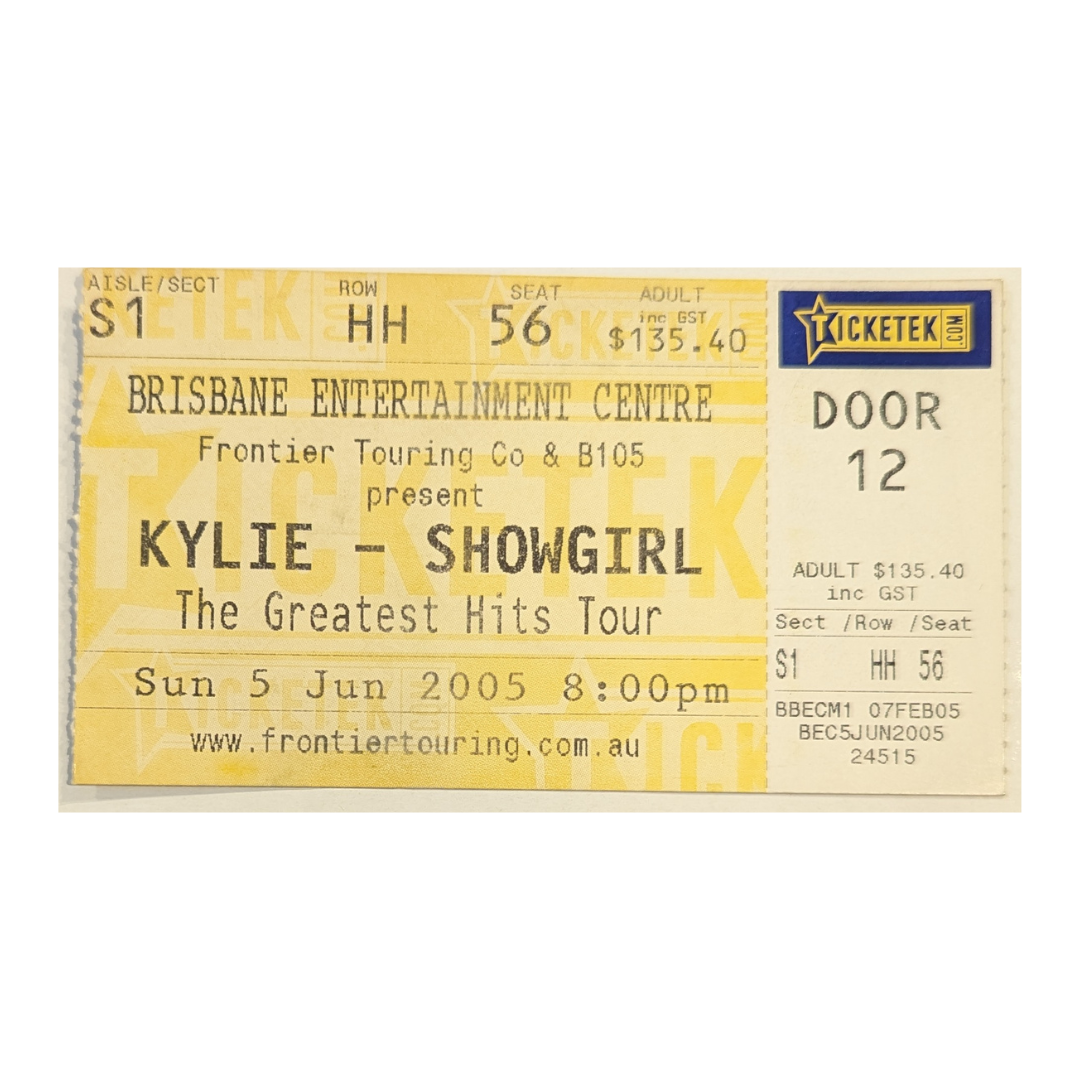 AISLE/SECT ROW SEAT ADULT
inc GST
S1 HH 56 $135.40
BRISBANE ENTERTAINMENT CENTRE
Frontier Touring Co & B105
present
KYLIE - SHOWGIRL
The Greatest Hits Tour
Sun 5 Jun 2005 8:00pm
www.frontiertouring.com.au
TICKETEK.COM
DOOR
12
ADULT $135.40
inc GST
Sect /Row /Seat
S1 HH 56
BBECM1 07FEB05
BEC5JUN2005
24515